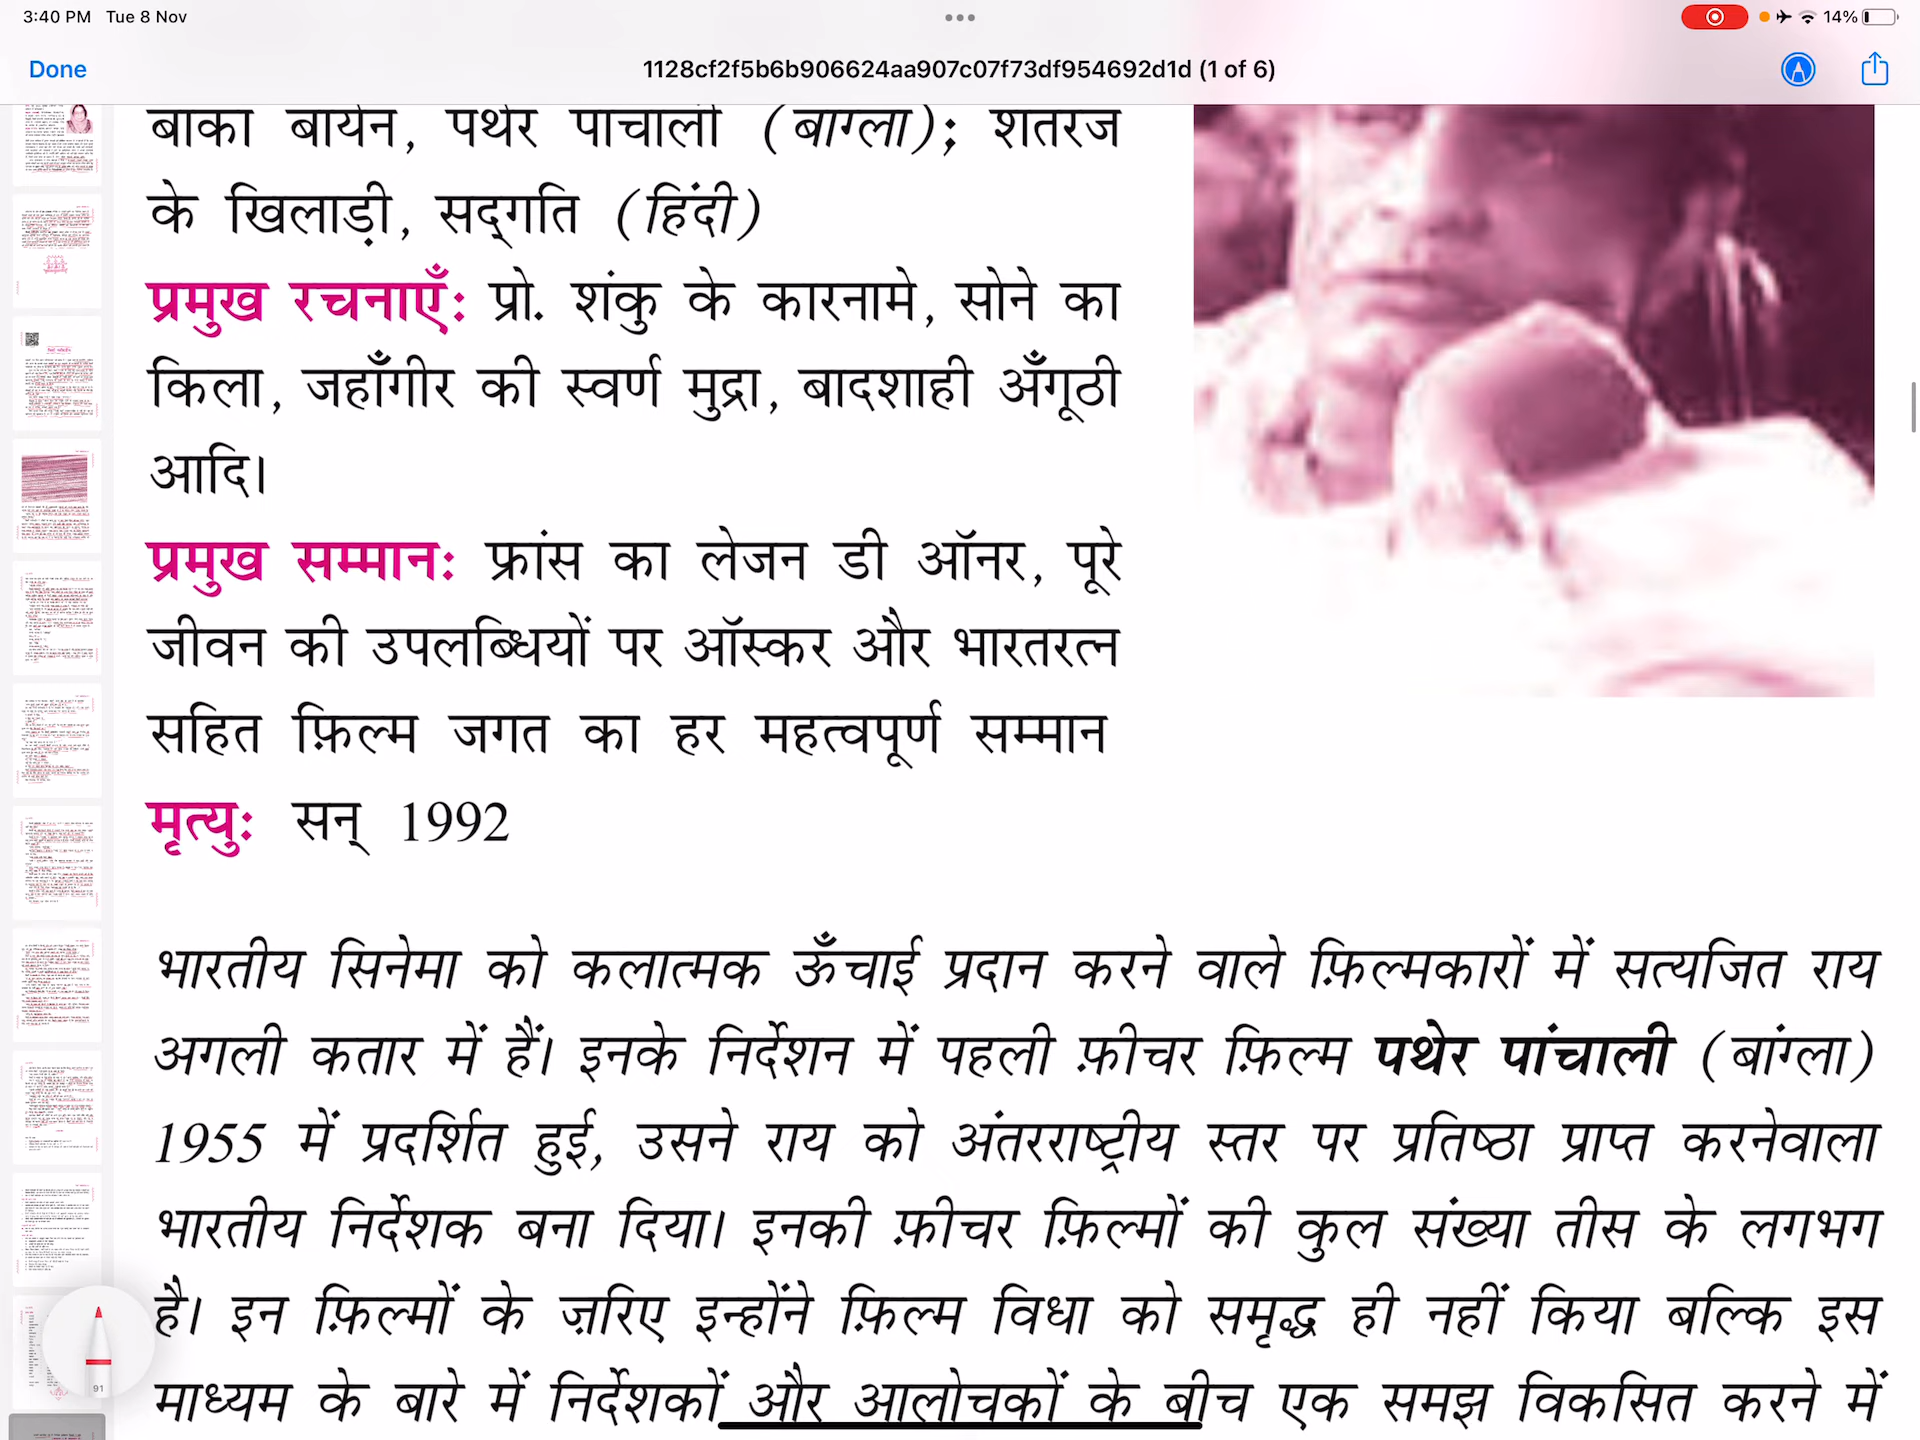 3:40 PM Tue 8 Nov
14%
Done
1128cf2f5b6b906624aa907c07f73df954692d1d (1 of 6)
के खिलाड़ी, सद्‌गति (हिंदी)
प्रमुख रचनाएँ: प्रो. शंकु के कारनामे, सोने का
किला, जहाँगीर की स्वर्ण मुद्रा, बादशाही अँगूठी
आदि।
प्रमुख सम्मान: फ्रांस का लेजन डी ऑनर, पूरे
जीवन की उपलब्धियों पर ऑस्कर और भारतरत्न
सहित फ़िल्म जगत का हर महत्वपूर्ण सम्मान
मृत्यु: सन् 1992
भारतीय सिनेमा को कलात्मक ऊँचाई प्रदान करने वाले फ़िल्मकारों में सत्यजित राय
अगली कतार में हैं। इनके निर्देशन में पहली फ़ीचर फ़िल्म पथेर पांचाली (बांग्ला)
1955 में प्रदर्शित हुई, उसने राय को अंतरराष्ट्रीय स्तर पर प्रतिष्ठा प्राप्त करनेवाला
भारतीय निर्देशक बना दिया। इनकी फ़ीचर फ़िल्मों की कुल संख्या तीस के लगभग
है। इन फ़िल्मों के ज़रिए इन्होंने फ़िल्म विधा को समृद्ध ही नहीं किया बल्कि इस
माध्यम के बारे में निर्देशकों और आलोचकों के बीच एक समझ विकसित करने में
91